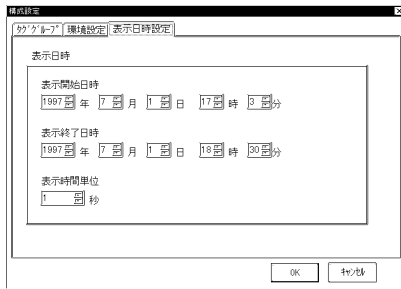 構成設定
ﾀｸﾞｸﾞﾙｰﾌﾟ 環境設定 表示日時設定
表示日時
表示開始日時
1997 年 7 月 1 日 17 時 3 分
表示終了日時
1997 年 7 月 1 日 18 時 30 分
表示時間単位
1 秒
OK ｷｬﾝｾﾙ